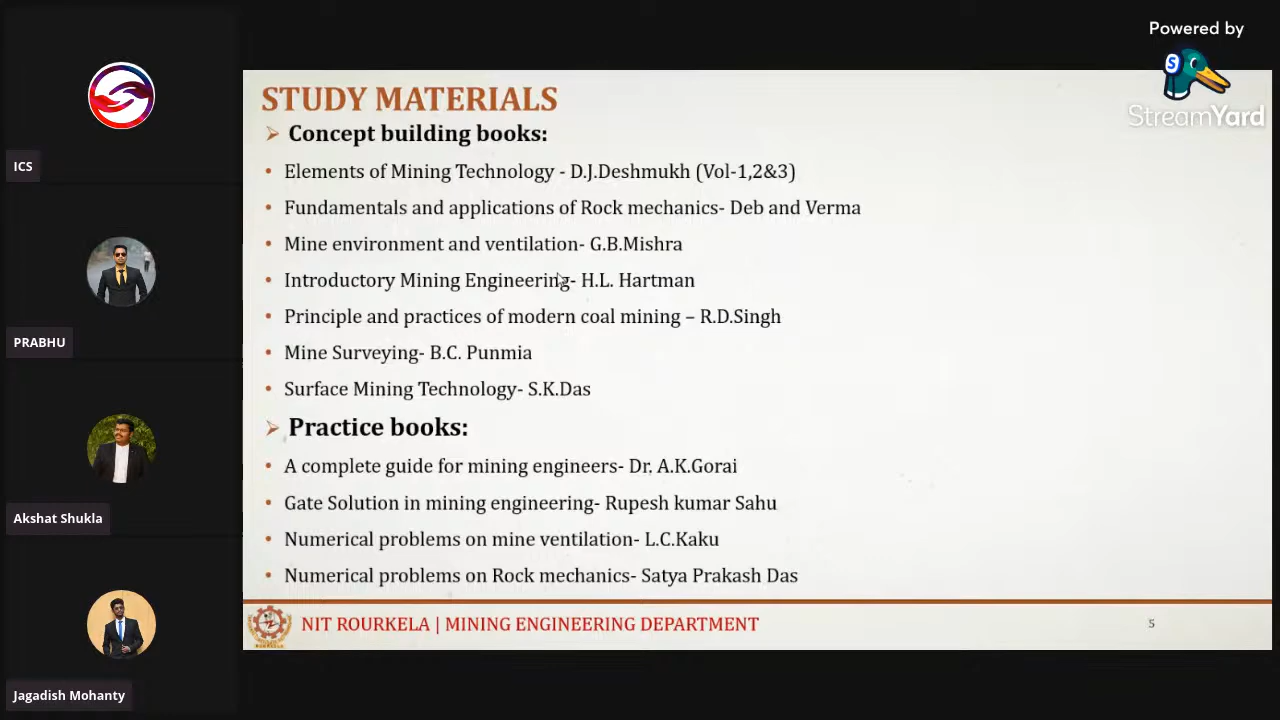 Powered by
StreamYard
ICS
PRABHU
Akshat Shukla
Jagadish Mohanty
STUDY MATERIALS
➢ Concept building books:
• Elements of Mining Technology - D.J.Deshmukh (Vol-1,2&3)
• Fundamentals and applications of Rock mechanics- Deb and Verma
• Mine environment and ventilation- G.B.Mishra
• Introductory Mining Engineering- H.L. Hartman
• Principle and practices of modern coal mining – R.D.Singh
• Mine Surveying- B.C. Punmia
• Surface Mining Technology- S.K.Das
➢ Practice books:
• A complete guide for mining engineers- Dr. A.K.Gorai
• Gate Solution in mining engineering- Rupesh kumar Sahu
• Numerical problems on mine ventilation- L.C.Kaku
• Numerical problems on Rock mechanics- Satya Prakash Das
NIT ROURKELA | MINING ENGINEERING DEPARTMENT
5